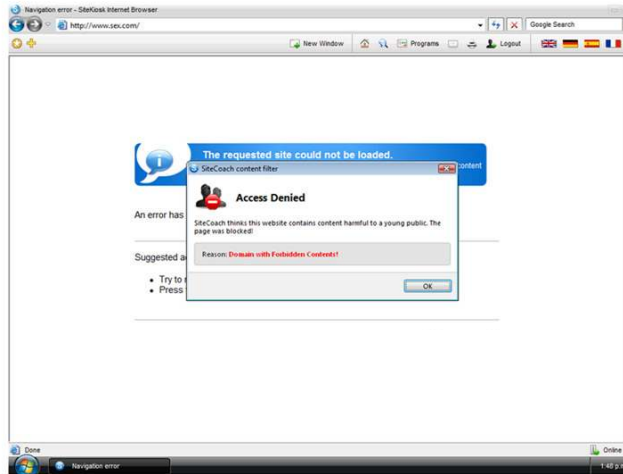 Navigation error - SiteKiosk Internet Browser
http://www.sex.com/
Google Search
New Window
Programs
Logout
The requested site could not be loaded.
content
SiteCoach content filter
Access Denied
An error has
SiteCoach thinks this website contains content harmful to a young public. The
page was blocked!
Reason: Domain with Forbidden Contents!
Suggested a
• Try to
• Press
OK
Done
Online
Navigation error
1:48 p.